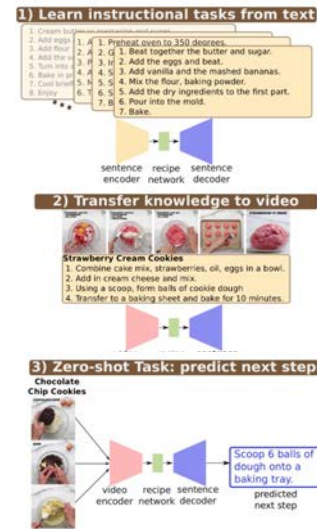 1) Learn instructional tasks from text
1. Cream butter
2. Add eggs
3. Add flour
4. Add the
5. Turn into
6. Bake in
7. Cool
8. Enjoy
1. Preheat oven to 350 degrees.
1. Beat together the butter and sugar.
2. Add the eggs and beat.
3. Add vanilla and the mashed bananas.
4. Mix the flour, baking powder.
5. Add the dry ingredients to the first part.
6. Pour into the mold.
7. Bake.
sentence encoder
recipe network
sentence decoder
2) Transfer knowledge to video
Strawberry Cream Cookies
1. Combine cake mix, strawberries, oil, eggs in a bowl.
2. Add in cream cheese and mix.
3. Using a scoop, form balls of cookie dough
4. Transfer to a baking sheet and bake for 10 minutes.
3) Zero-shot Task: predict next step
Chocolate
Chip Cookies
video encoder
recipe network
sentence decoder
Scoop 6 balls of
dough onto a
baking tray.
predicted
next step